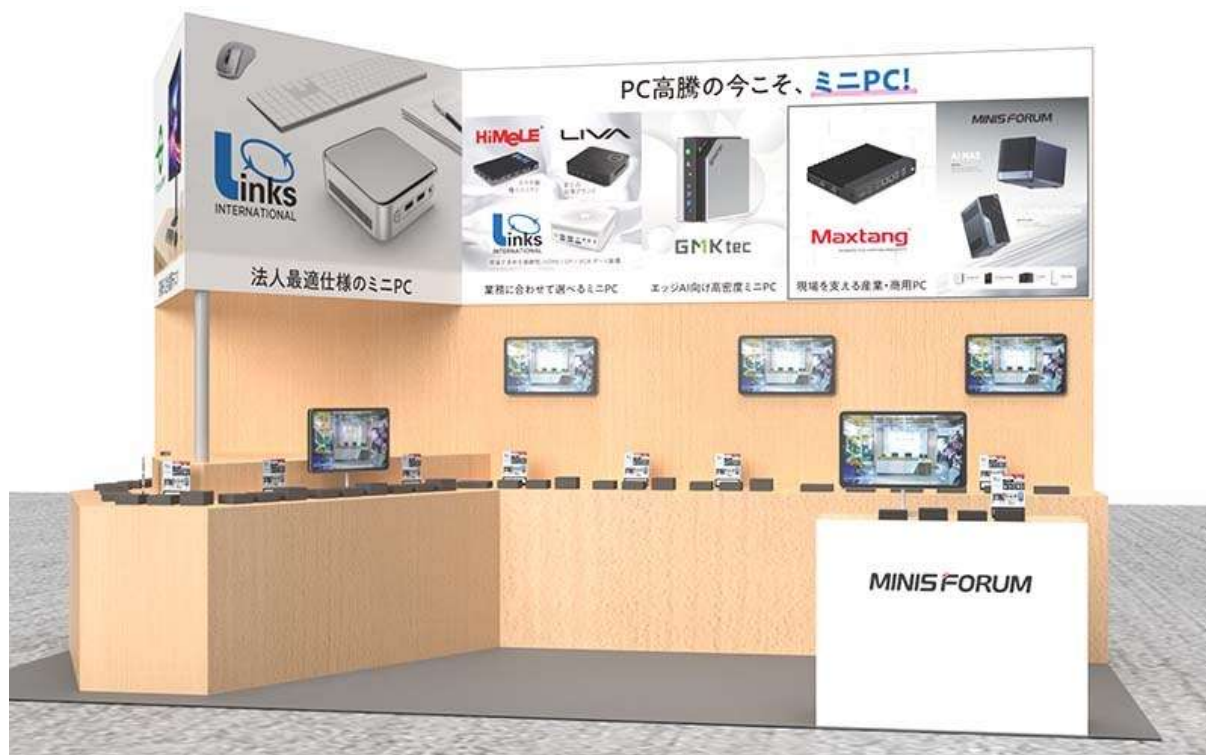 Links
INTERNATIONAL
法人最適仕様のミニPC
PC高騰の今こそ、ミニPC!
HiMeLE
LIVA
Links
INTERNATIONAL
業務に合わせて選べるミニPC
GMKtec
エッジAI向け高密度ミニPC
Maxtang
現場を支える産業・商用PC
MINISFORUM
AI NAS
MINISFORUM